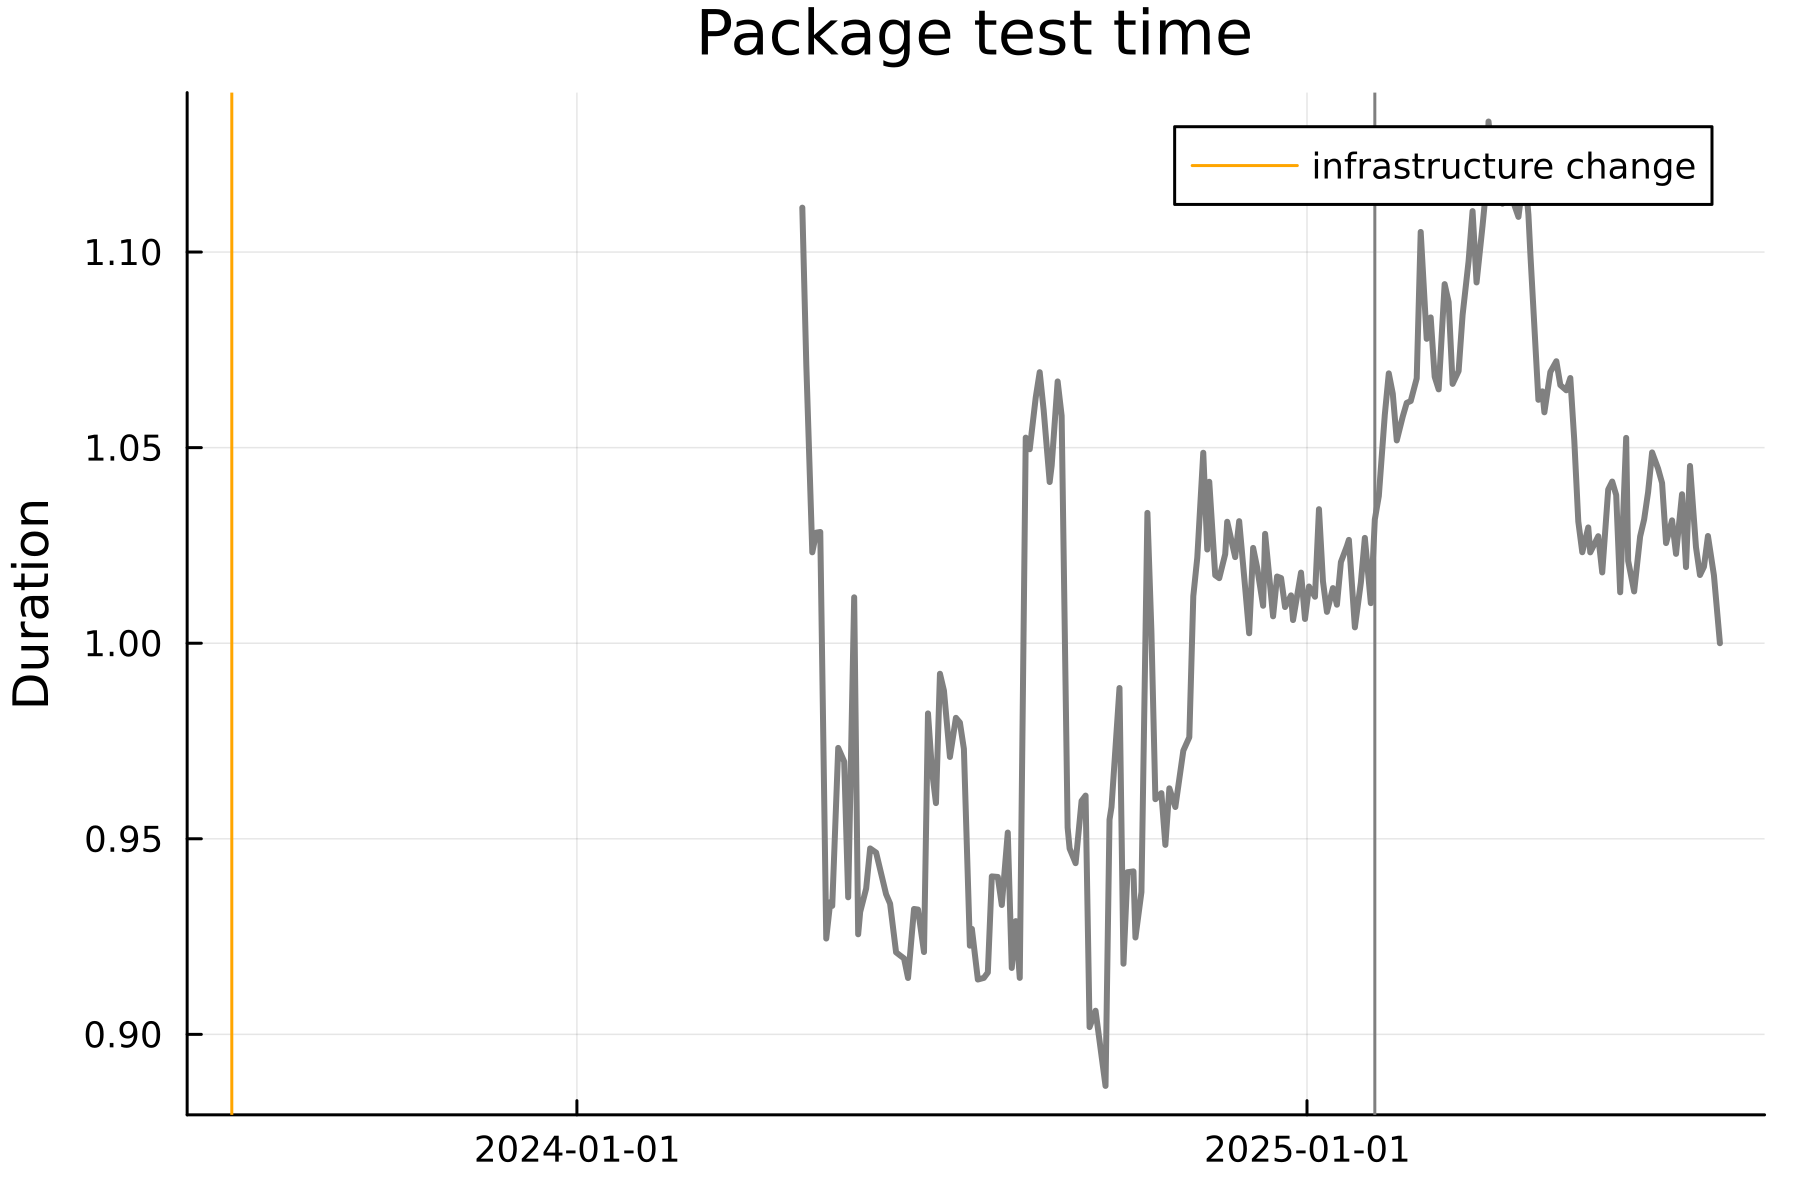 Package test time
infrastructure change
1.10
1.05
1.00
0.95
0.90
Duration
2024-01-01
2025-01-01